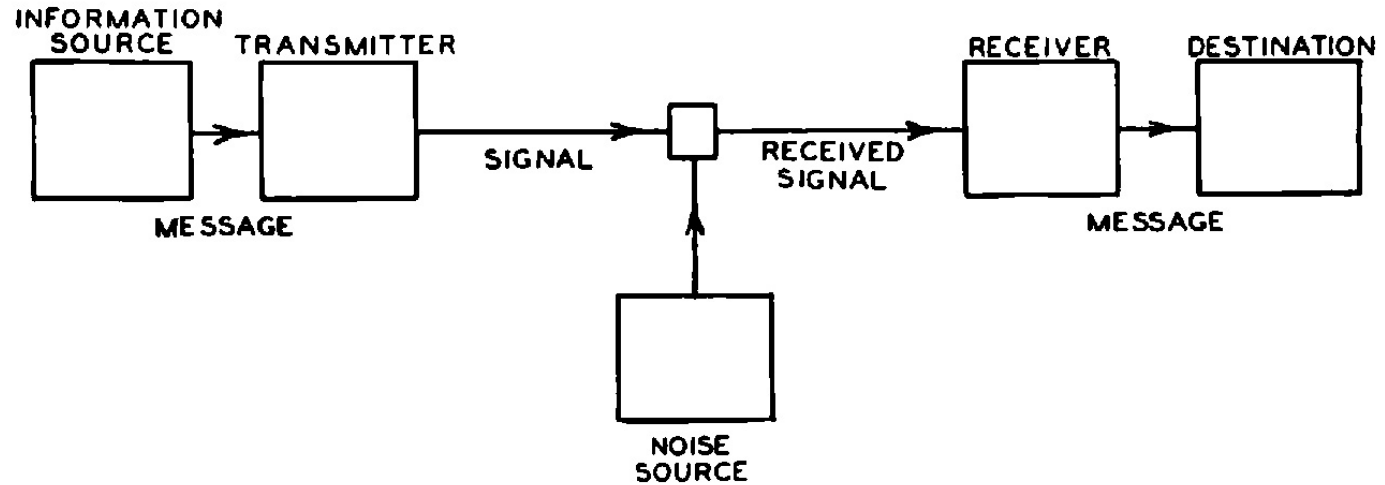 INFORMATION
SOURCE
TRANSMITTER
RECEIVER
DESTINATION
SIGNAL
RECEIVED
SIGNAL
MESSAGE
MESSAGE
NOISE
SOURCE